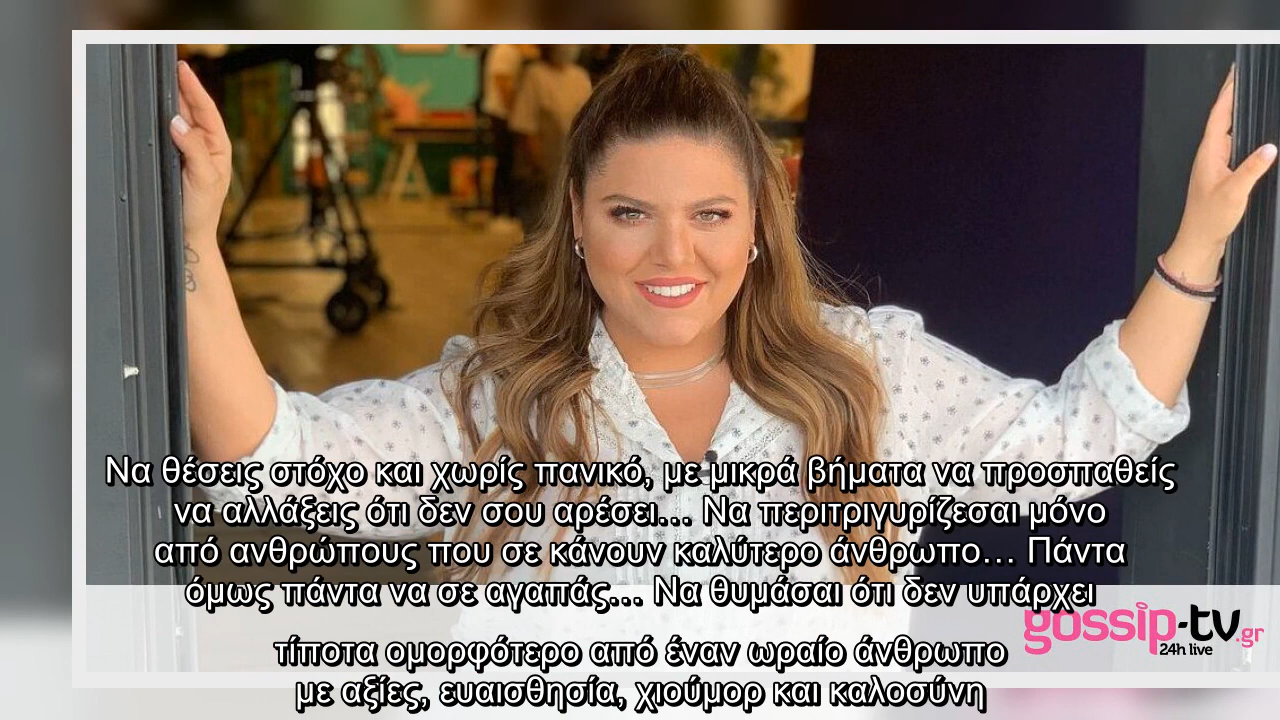 Να θέσεις στόχο και χωρίς πανικό, με μικρά βήματα να προσπαθείς
να αλλάξεις ότι δεν σου αρέσει... Να περιτριγυρίζεσαι μόνο
από ανθρώπους που σε κάνουν καλύτερο άνθρωπο... Πάντα
όμως πάντα να σε αγαπάς... Να θυμάσαι ότι δεν υπάρχει
τίποτα ομορφότερο από έναν ωραίο άνθρωπο
με αξίες, ευαισθησία, χιούμορ και καλοσύνη
gossip-tv.gr
24h live